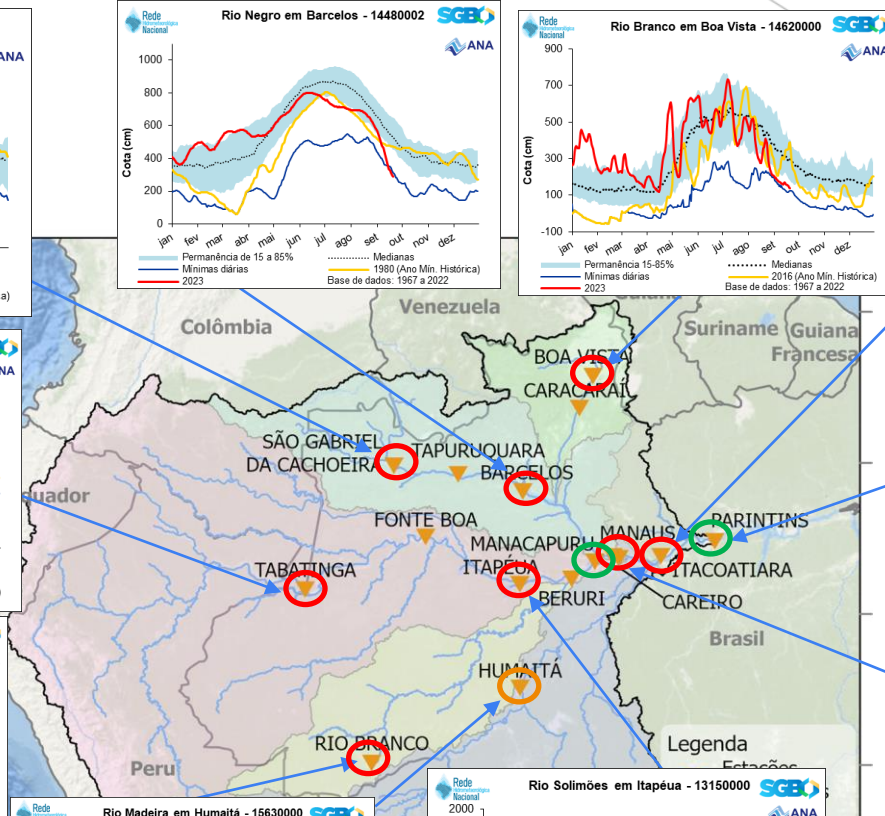 Rede
Hidrometeorológica
Nacional
Rio Negro em Barcelos - 14480002
SGB
ANA
Cota (cm)
1000
800
600
400
200
0
jan fev mar abr mai jun jul ago set out nov dez
Permanência de 15 a 85%
Medianas
Mínimas diárias
1980 (Ano Mín. Histórica)
2023
Base de dados: 1967 a 2022
Rede
Hidrometeorológica
Nacional
Rio Branco em Boa Vista - 14620000
SGB
ANA
Cota (cm)
900
700
500
300
100
-100
jan fev mar abr mai jun jul ago set out nov dez
Permanência 15-85%
Medianas
Mínimas diárias
2016 (Ano Mín. Histórica)
2023
Base de dados: 1967 a 2022
ANA
a)
NA
Venezuela
Colômbia
Suriname
Guiana
Francesa
BOA VISTA
CARACARAÍ
SÃO GABRIEL
DA CACHOEIRA
TAPURUQUARA
BARCELOS
uador
FONTE BOA
MANACAPURU
MANAUS
PARINTINS
TABATINGA
ITAPÉUA
ITACOATIARA
BERURI
CAREIRO
Brasil
HUMAITÁ
RIO BRANCO
Peru
Legenda
Estações
Rede
Rio Madeira em Humaitá - 15630000
SGB
Rede
Hidrometeorológica
Nacional
Rio Solimões em Itapéua - 13150000
SGB
ANA
2000